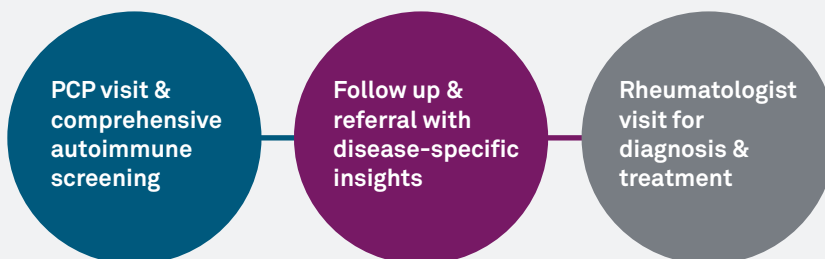 PCP visit &
comprehensive
autoimmune
screening
Follow up &
referral with
disease-specific
insights
Rheumatologist
visit for
diagnosis &
treatment